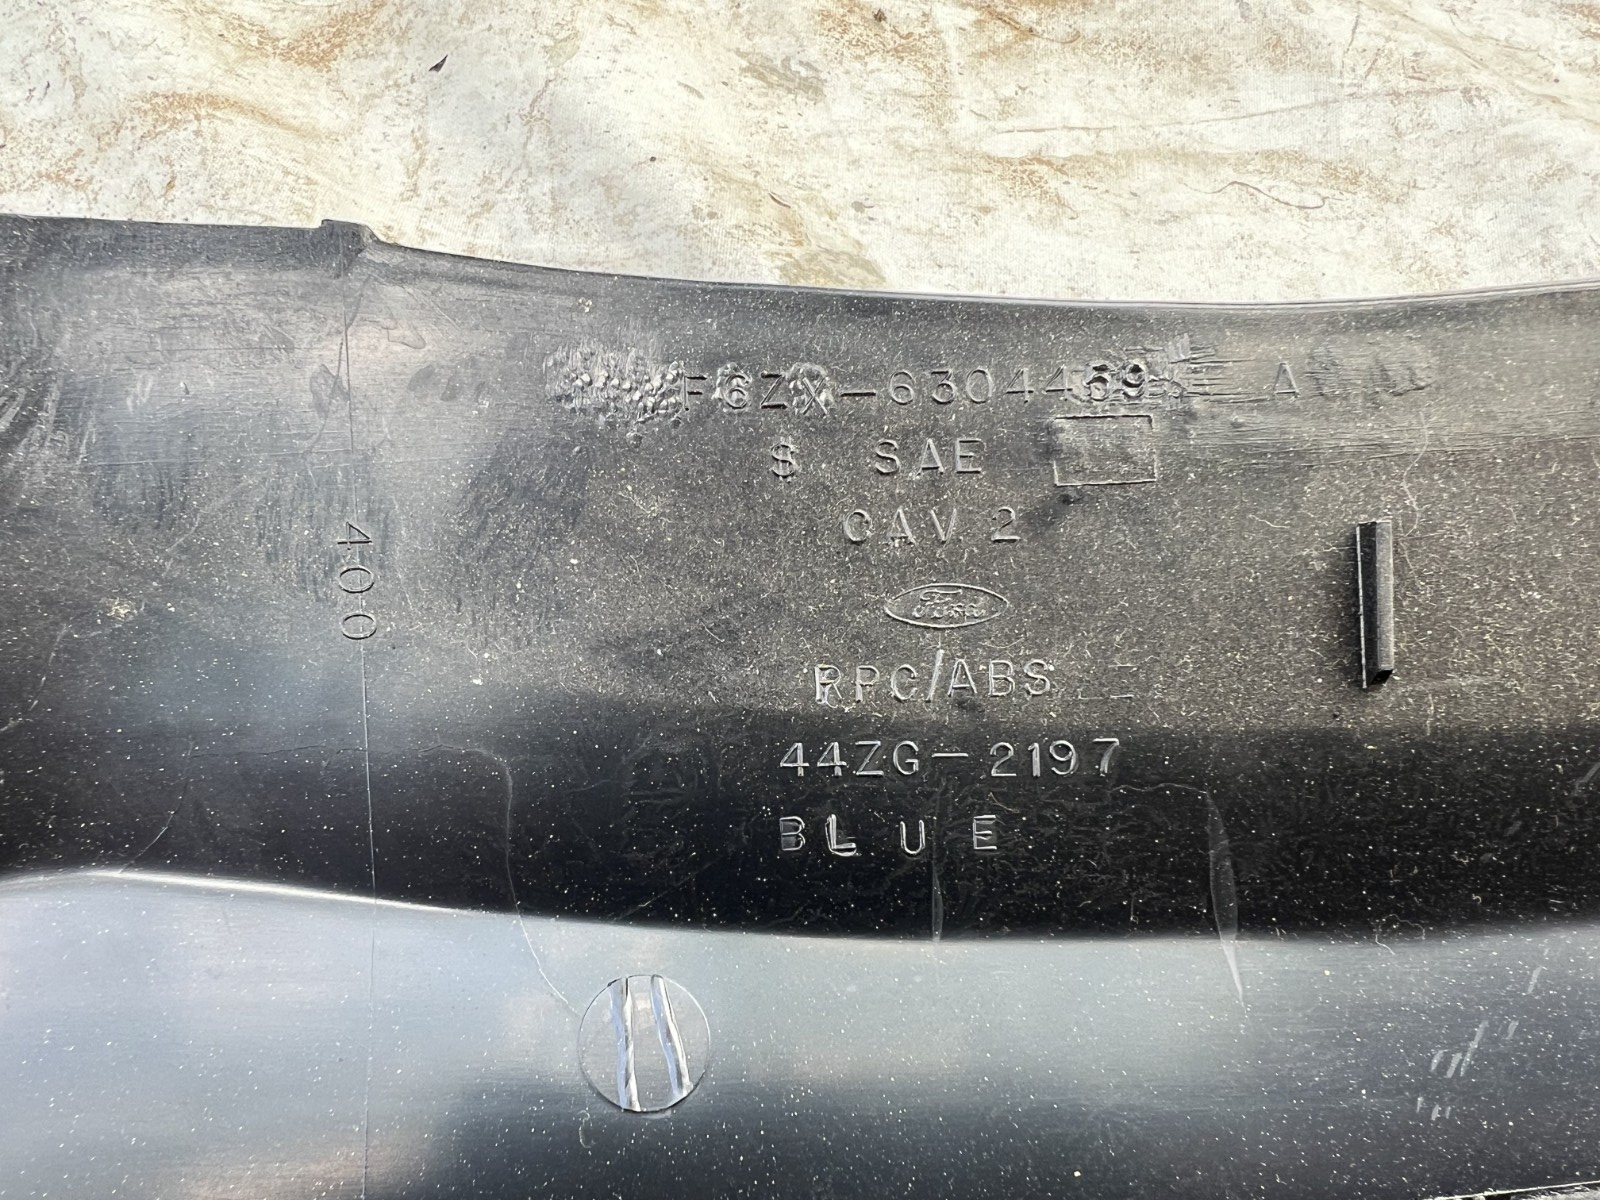 F6ZX-6304459 A
$ SAE
CAV 2
Ford
RPC/ABS
44ZG-2197
BLUE
400